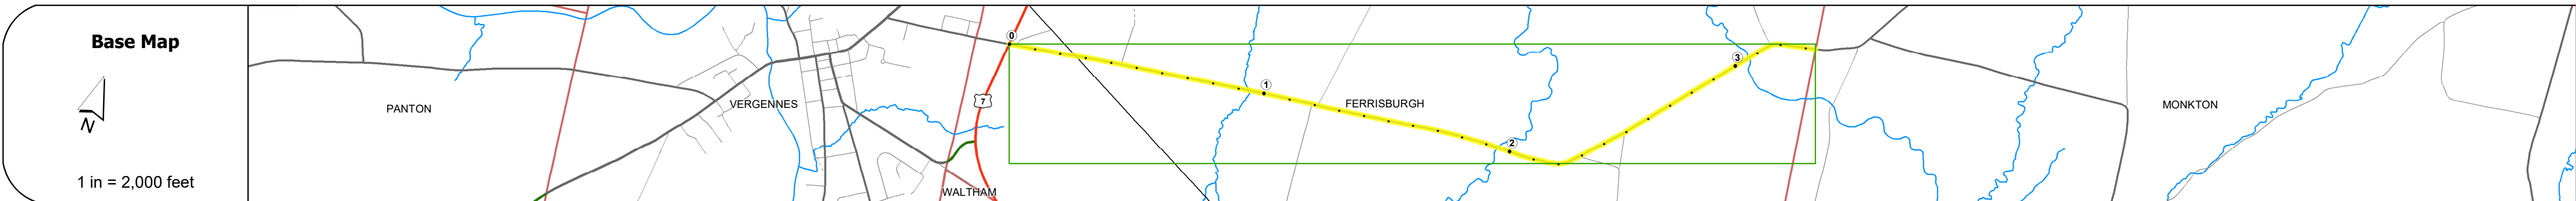 Base Map
N
1 in = 2,000 feet
PANTON
VERGENNES
WALTHAM
7
0
1
FERRISBURGH
2
3
MONKTON